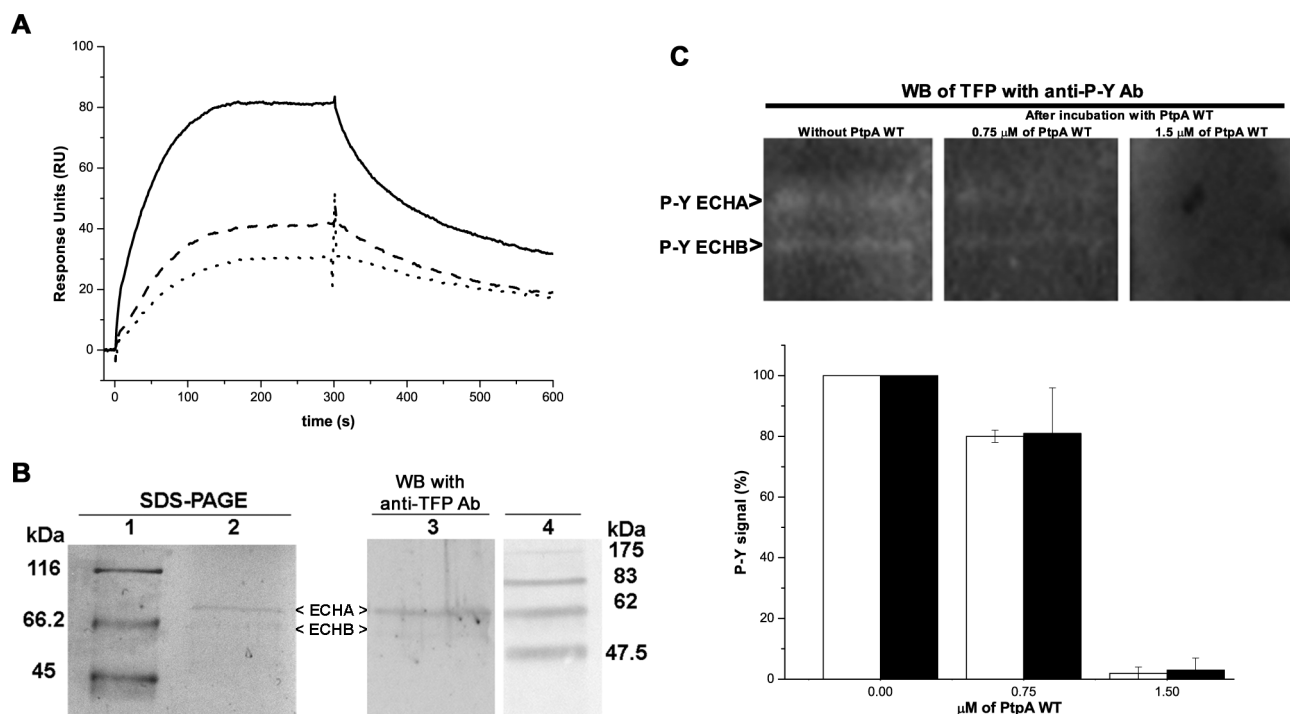 A
100
80
60
40
20
0
Response Units (RU)
0 100 200 300 400 500 600
time (s)
B
SDS-PAGE
WB with
anti-TFP Ab
kDa 1 2 3 4 kDa
116
66.2
45
< ECHA >
< ECHB >
175
83
62
47.5
C
WB of TFP with anti-P-Y Ab
After incubation with PtpA WT
Without PtpA WT 0.75 μM of PtpA WT 1.5 μM of PtpA WT
P-Y ECHA>
P-Y ECHB>
100
80
60
40
20
0
P-Y signal (%)
0.00 0.75 1.50
μM of PtpA WT